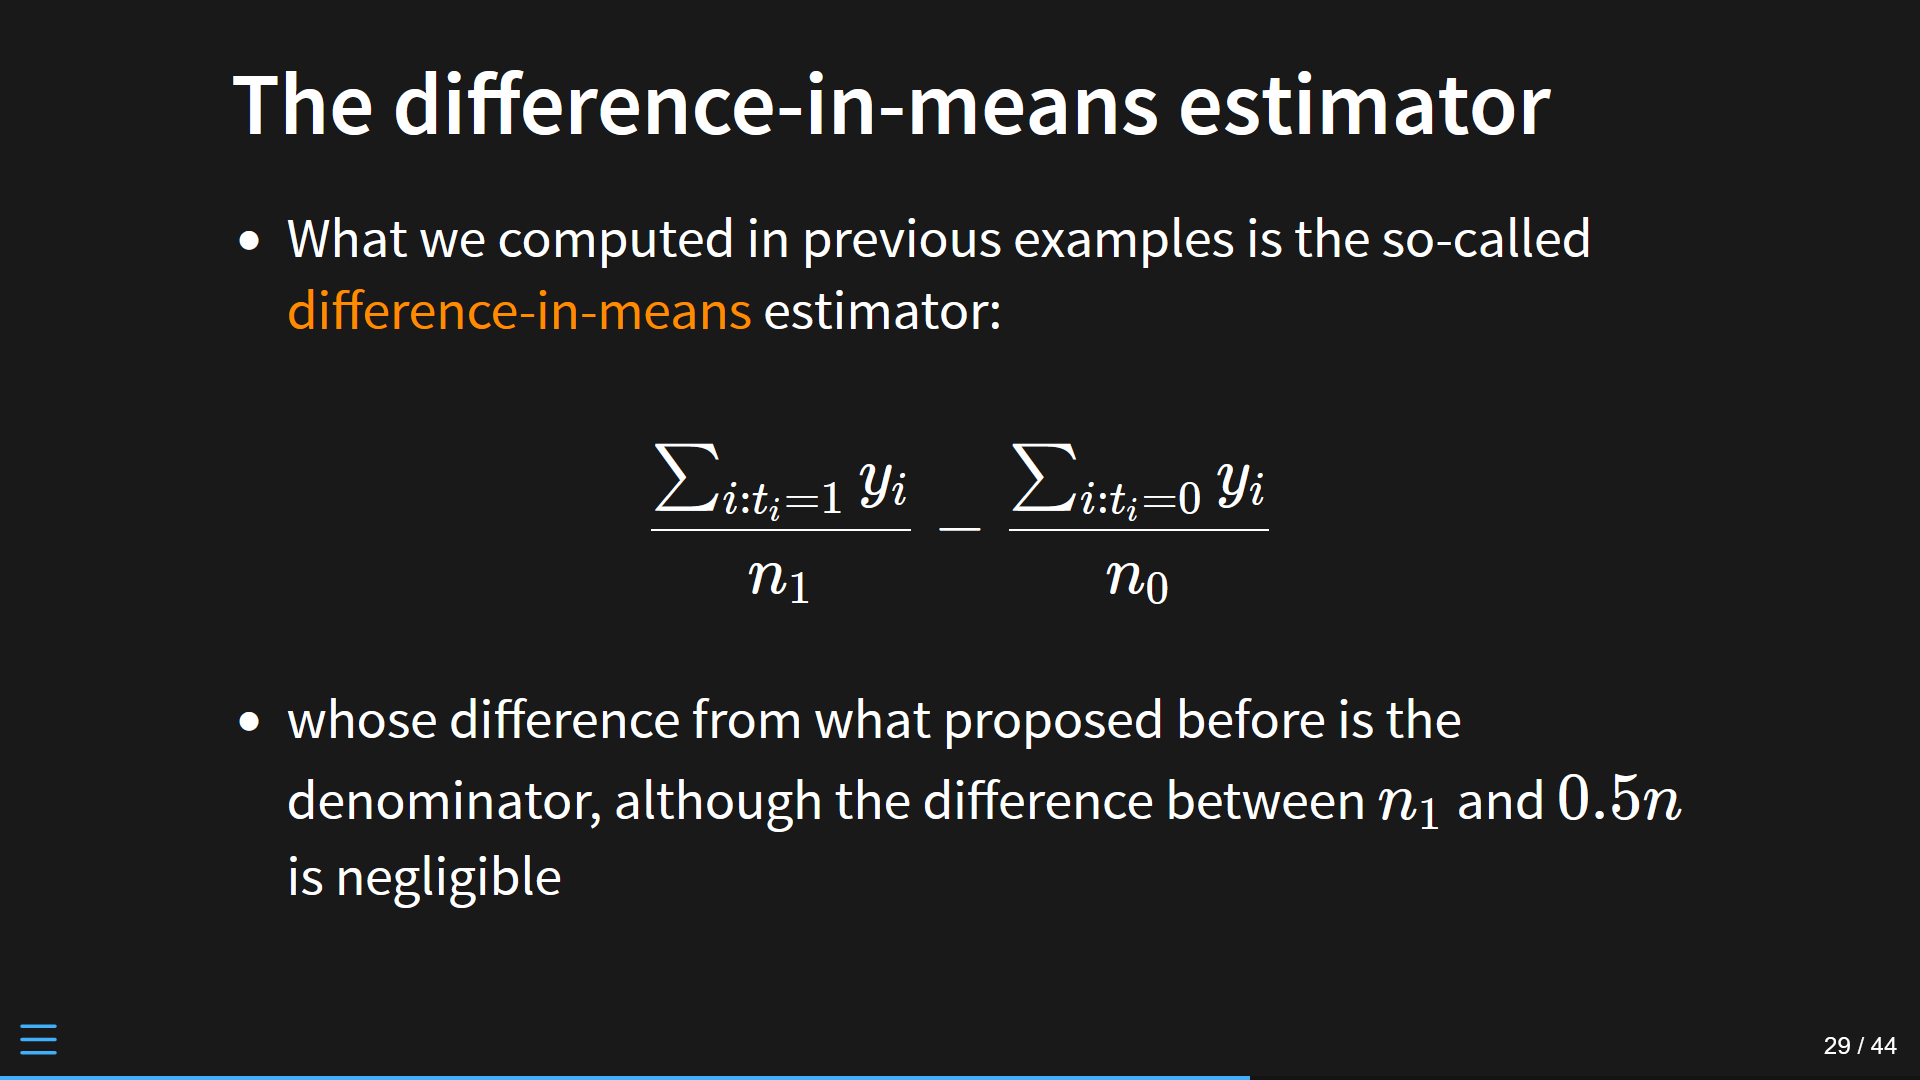 The difference-in-means estimator
• What we computed in previous examples is the so-called
difference-in-means estimator:
$\frac{\sum_{i:t_i=1} y_i}{n_1} - \frac{\sum_{i:t_i=0} y_i}{n_0}$
• whose difference from what proposed before is the
denominator, although the difference between $n_1$ and $0.5n$
is negligible
29 / 44